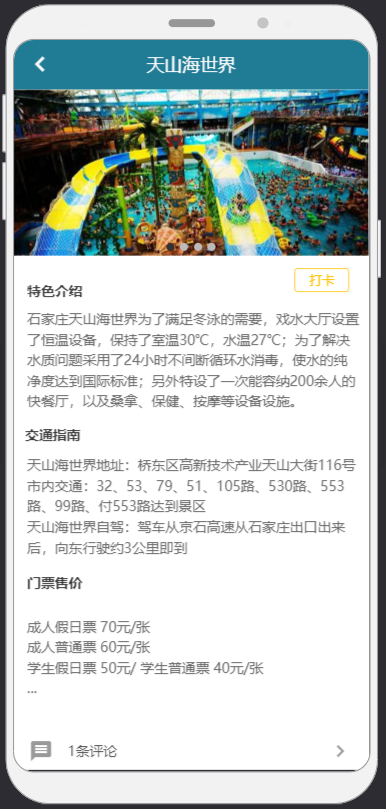 天山海世界
打卡
特色介绍
石家庄天山海世界为了满足冬泳的需要，戏水大厅设置
了恒温设备，保持了室温30℃，水温27℃；为了解决
水质问题采用了24小时不间断循环水消毒，使水的纯
净度达到国际标准；另外特设了一次能容纳200余人的
快餐厅，以及桑拿、保健、按摩等设备设施。
交通指南
天山海世界地址：桥东区高新技术产业天山大街116号
市内交通：32、53、79、51、105路、530路、553
路、99路、付553路达到景区
天山海世界自驾：驾车从京石高速从石家庄出口出来
后，向东行驶约3公里即到
门票售价
成人假日票 70元/张
成人普通票 60元/张
学生假日票 50元/ 学生普通票 40元/张
...
1条评论